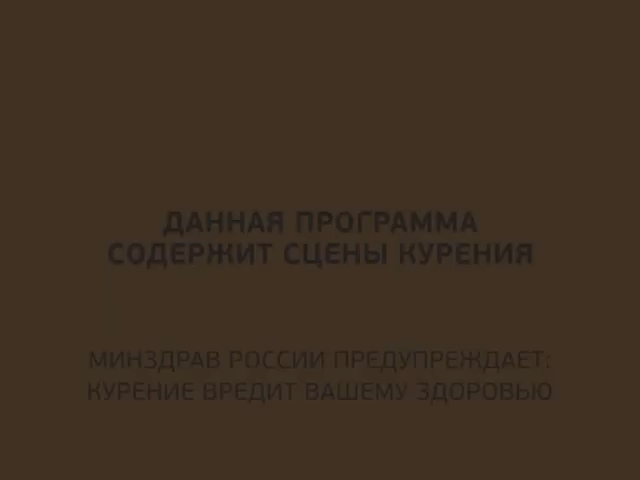 ДАННАЯ ПРОГРАММА
СОДЕРЖИТ СЦЕНЫ КУРЕНИЯ
МИНЗДРАВ РОССИИ ПРЕДУПРЕЖДАЕТ:
КУРЕНИЕ ВРЕДИТ ВАШЕМУ ЗДОРОВЬЮ